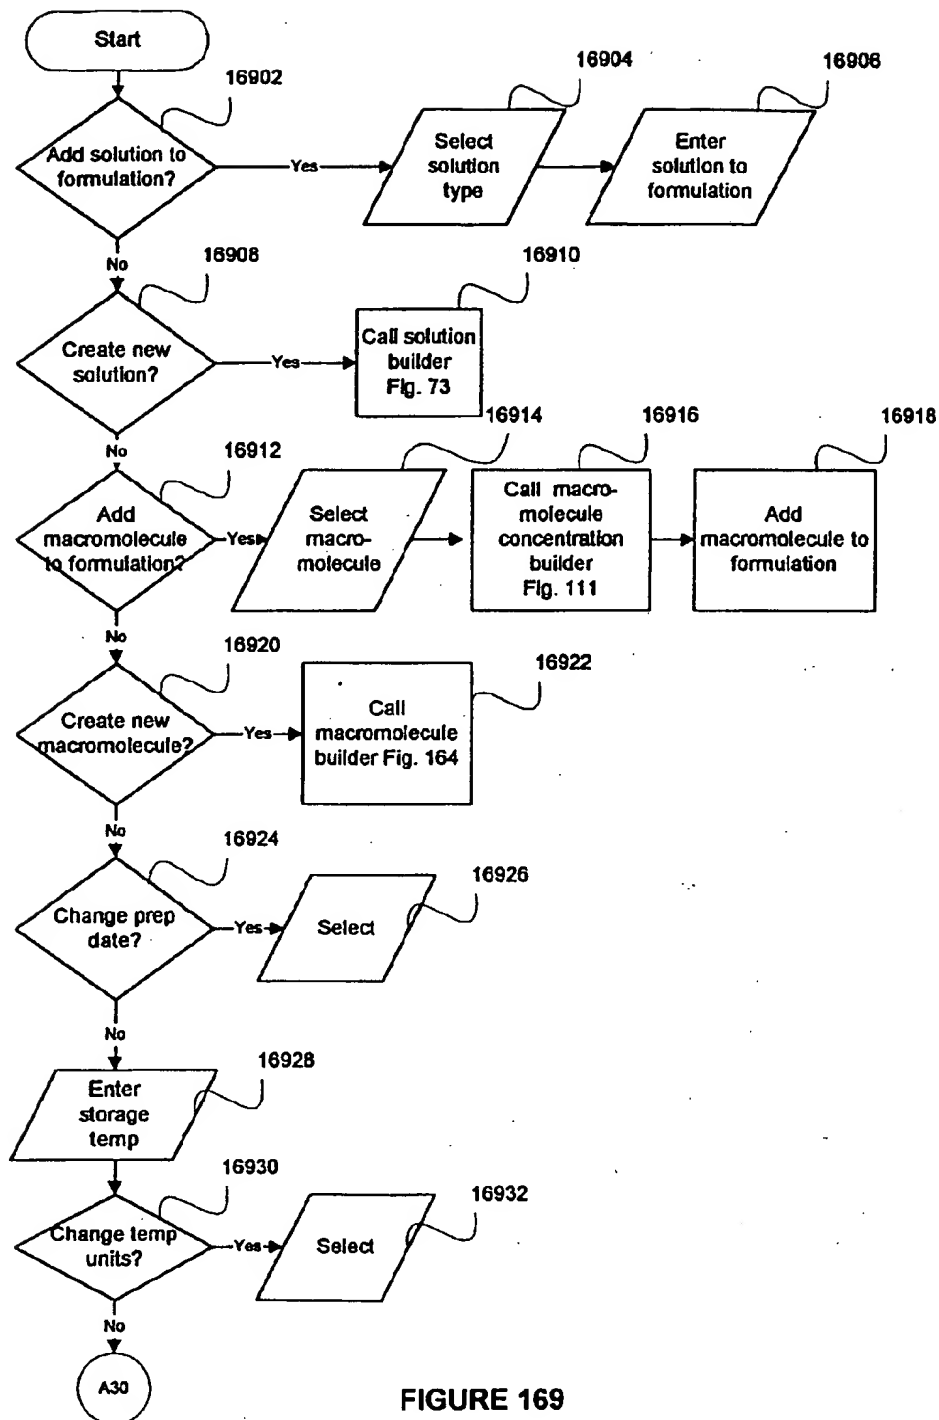 Start
16902
16904
16906
Add solution to
formulation?
Yes
Select
solution
type
Enter
solution to
formulation
No
16908
16910
Create new
solution?
Yes
Call solution
builder
Fig. 73
No
16912
16914
16916
16918
Add
macromolecule
to formulation?
Yes
Select
macro-
molecule
Call macro-
molecule
concentration
builder
Fig. 111
Add
macromolecule to
formulation
No
16920
16922
Create new
macromolecule?
Yes
Call
macromolecule
builder Fig. 164
No
16924
16926
Change prep
date?
Yes
Select
No
16928
Enter
storage
temp
16930
16932
Change temp
units?
Yes
Select
No
A30
FIGURE 169